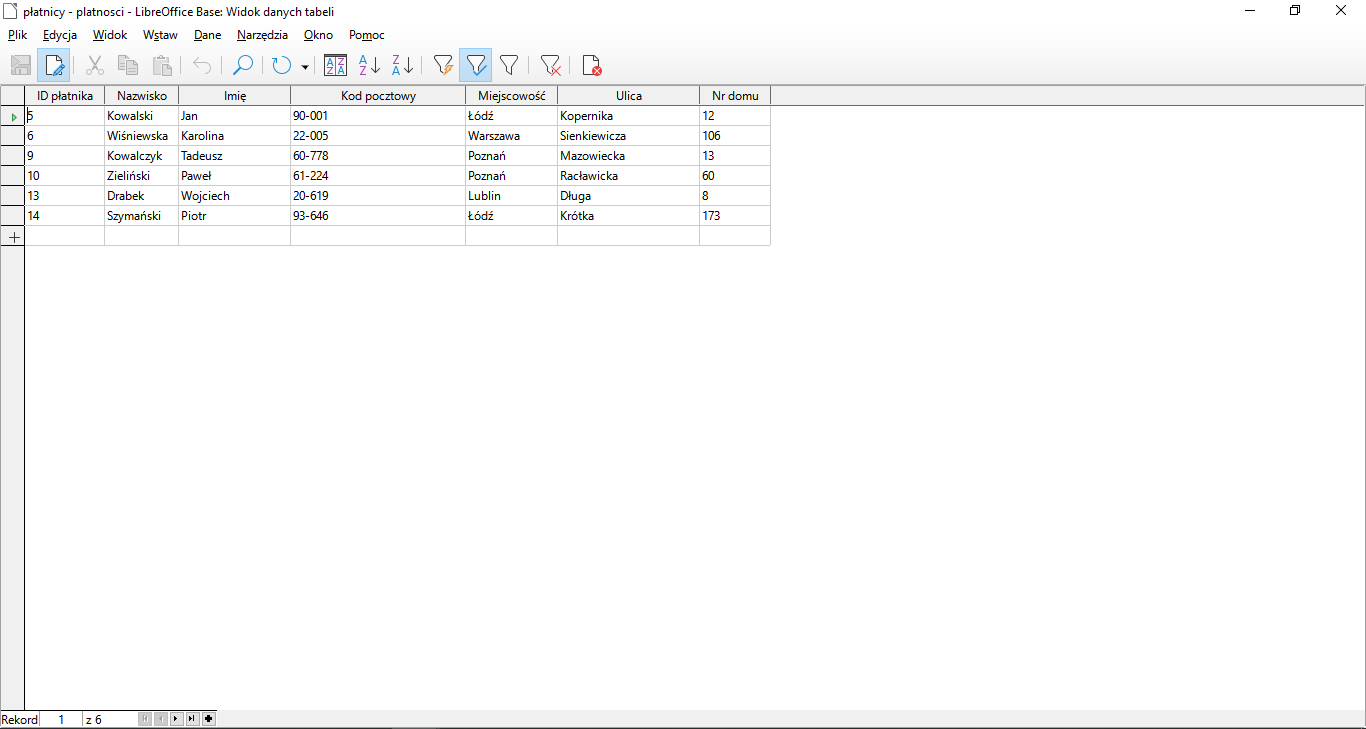 płatnicy - platnosci - LibreOffice Base: Widok danych tabeli
Plik Edycja Widok Wstaw Dane Narzędzia Okno Pomoc
ID płatnika Nazwisko Imię Kod pocztowy Miejscowość Ulica Nr domu
5 Kowalski Jan 90-001 Łódź Kopernika 12
6 Wiśniewska Karolina 22-005 Warszawa Sienkiewicza 106
9 Kowalczyk Tadeusz 60-778 Poznań Mazowiecka 13
10 Zieliński Paweł 61-224 Poznań Racławicka 60
13 Drabek Wojciech 20-619 Lublin Długa 8
14 Szymański Piotr 93-646 Łódź Krótka 173
Rekord 1 z 6